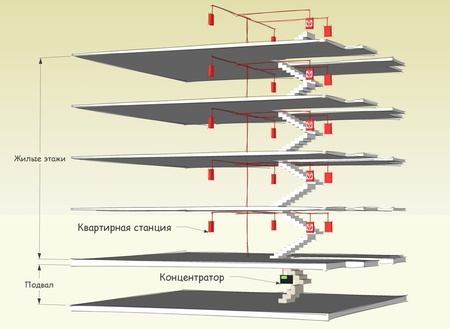 Жилые этажи
Квартирная станция
Концентратор
Подвал